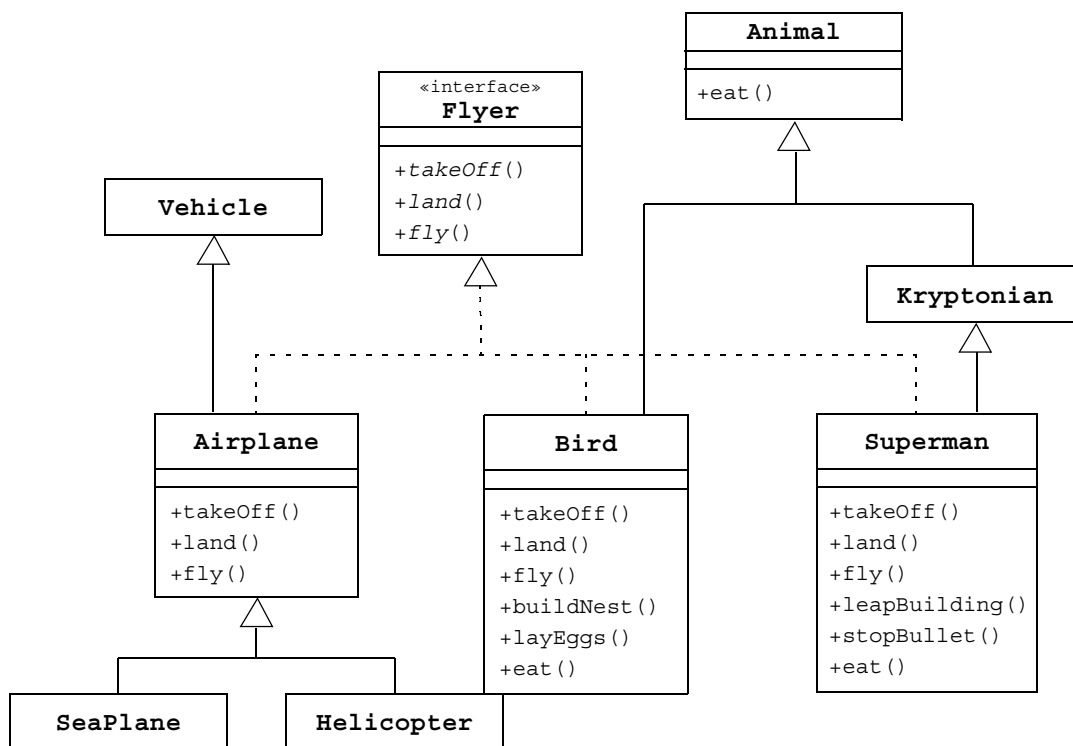 Animal
+eat()
«interface»
Flyer
+takeOff()
+land()
+fly()
Vehicle
Kryptonian
Airplane
+takeOff()
+land()
+fly()
Bird
+takeOff()
+land()
+fly()
+buildNest()
+layEggs()
+eat()
Superman
+takeOff()
+land()
+fly()
+leapBuilding()
+stopBullet()
+eat()
SeaPlane
Helicopter